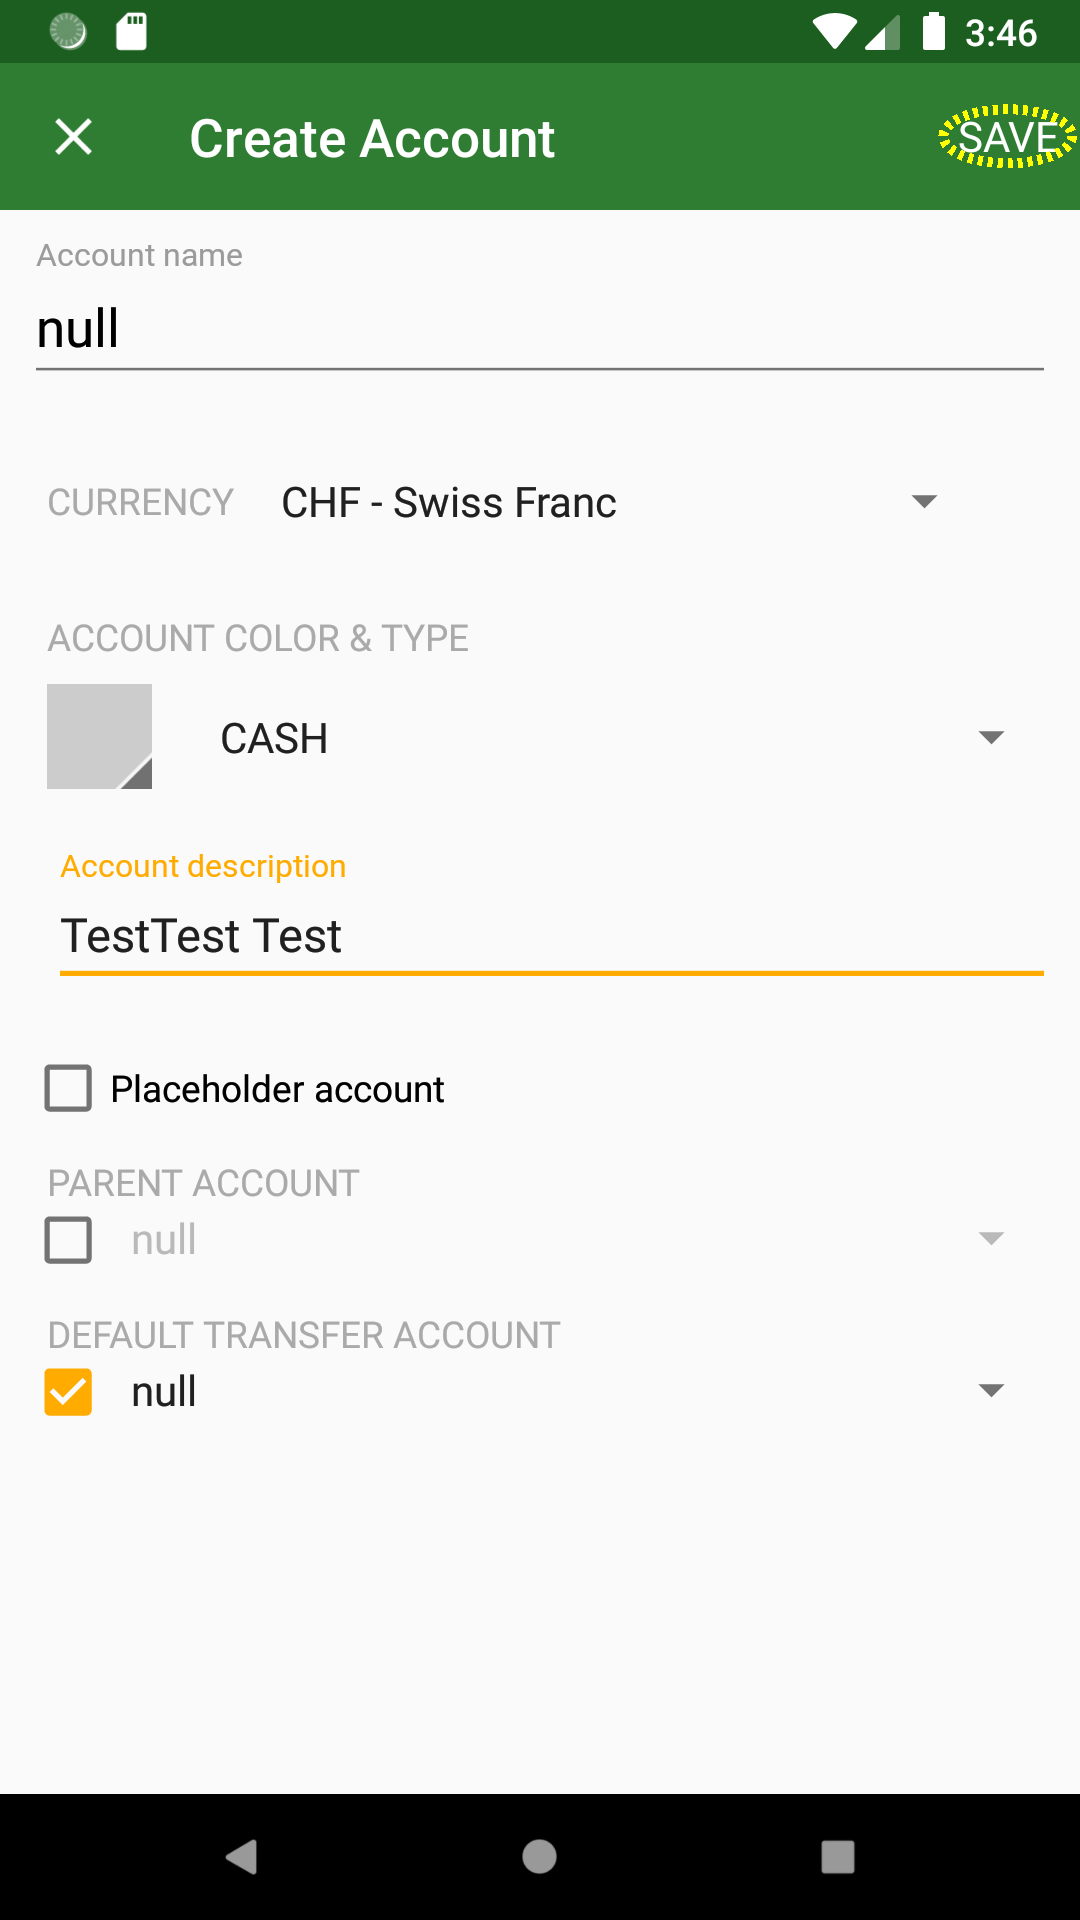 3:46
Create Account
SAVE
Account name
null
CURRENCY CHF - Swiss Franc
ACCOUNT COLOR & TYPE
CASH
Account description
TestTest Test
Placeholder account
PARENT ACCOUNT
null
DEFAULT TRANSFER ACCOUNT
null